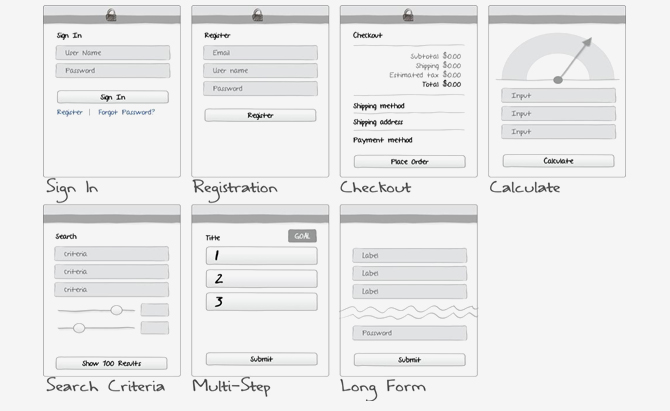 Sign In
User Name
Password
Sign In
Register | Forgot Password?
Sign In
Register
Email
User name
Password
Register
Registration
Checkout
Subtotal $0.00
Shipping $0.00
Estimated tax $0.00
Total $0.00
Shipping method
Shipping address
Payment method
Place Order
Checkout
Input
Input
Input
Calculate
Calculate
Search
criteria
criteria
criteria
Show 100 Results
Search Criteria
Title GOAL
1
2
3
Submit
Multi-Step
Label
Label
Label
Password
Submit
Long Form